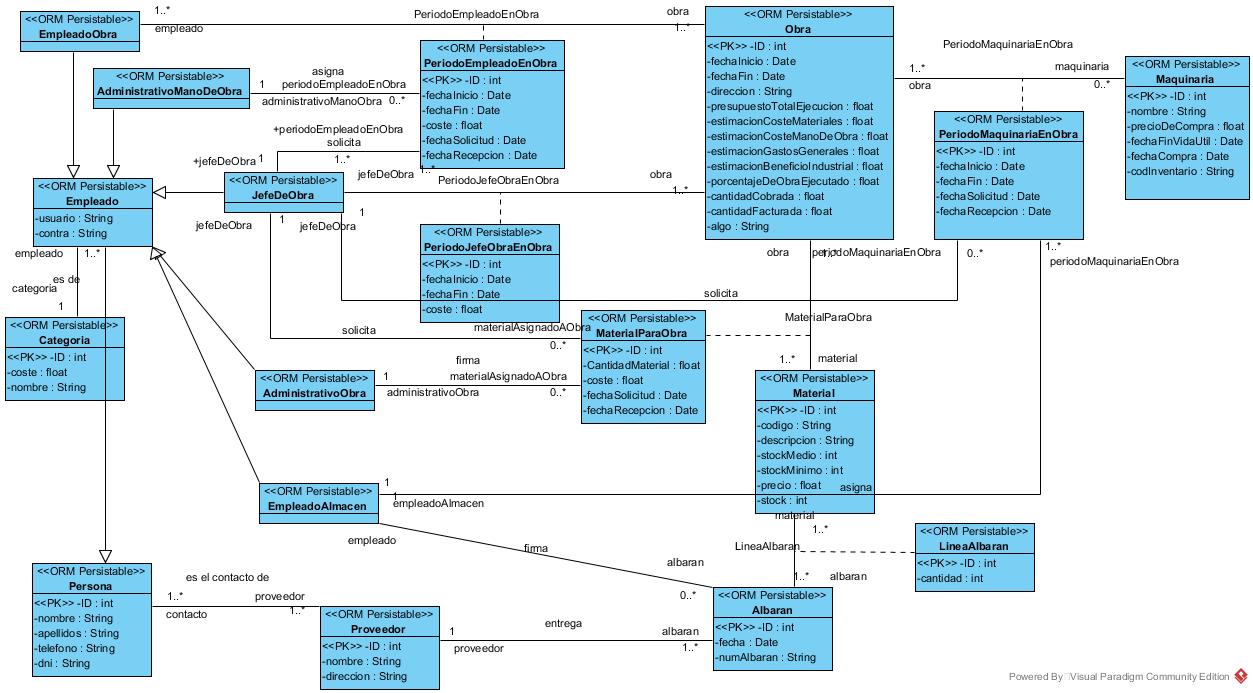 <<ORM Persistable>>
EmpleadoObra
1..*
empleado
PeriodoEmpleadoEnObra
obra
1..*
<<ORM Persistable>>
AdministrativoManoDeObra
asigna
1
periodoEmpleadoEnObra
administrativoManoObra
0..*
<<ORM Persistable>>
PeriodoEmpleadoEnObra
<<PK>> -ID : int
-fechaInicio : Date
-fechaFin : Date
-coste : float
-fechaSolicitud : Date
-fechaRecepcion : Date
<<ORM Persistable>>
Obra
<<PK>> -ID : int
-fechaInicio : Date
-fechaFin : Date
-direccion : String
-presupuestoTotalEjecucion : float
-estimacionCosteMateriales : float
-estimacionCosteManoDeObra : float
-estimacionGastosGenerales : float
-estimacionBeneficioIndustrial : float
-porcentajeDeObraEjecutado : float
-cantidadCobrada : float
-cantidadFacturada : float
-algo : String
PeriodoMaquinariaEnObra
1..*
obra
maquinaria
0..*
<<ORM Persistable>>
Maquinaria
<<PK>> -ID : int
-nombre : String
-precioDeCompra : float
-fechaFinVidaUtil : Date
-fechaCompra : Date
-codInventario : String
<<ORM Persistable>>
PeriodoMaquinariaEnObra
<<PK>> -ID : int
-fechaInicio : Date
-fechaFin : Date
-fechaSolicitud : Date
-fechaRecepcion : Date
+periodoEmpleadoEnObra
solicita
+jefeDeObra
1
1..*
jefeDeObra
1..*
PeriodoJefeObraEnObra
obra
1..*
<<ORM Persistable>>
Empleado
-usuario : String
-contra : String
<<ORM Persistable>>
JefeDeObra
jefeDeObra
1
jefeDeObra
1
<<ORM Persistable>>
PeriodoJefeObraEnObra
<<PK>> -ID : int
-fechaInicio : Date
-fechaFin : Date
-coste : float
obra
1..*
periodoMaquinariaEnObra
0..*
1..*
periodoMaquinariaEnObra
empleado
1..*
es de
categoria
1
solicita
<<ORM Persistable>>
Categoria
<<PK>> -ID : int
-coste : float
-nombre : String
solicita
materialAsignadoAObra
0..*
<<ORM Persistable>>
MaterialParaObra
<<PK>> -ID : int
-CantidadMaterial : float
-coste : float
-fechaSolicitud : Date
-fechaRecepcion : Date
MaterialParaObra
1..*
material
firma
1
materialAsignadoAObra
administrativoObra
0..*
<<ORM Persistable>>
AdministrativoObra
<<ORM Persistable>>
Material
<<PK>> -ID : int
-codigo : String
-descripcion : String
-stockMedio : int
-stockMinimo : int
-precio : float
-stock : int
asigna
<<ORM Persistable>>
EmpleadoAlmacen
1
1
empleadoAlmacen
empleado
firma
albaran
0..*
material
1..*
LineaAlbaran
1..*
albaran
<<ORM Persistable>>
LineaAlbaran
<<PK>> -ID : int
-cantidad : int
<<ORM Persistable>>
Persona
<<PK>> -ID : int
-nombre : String
-apellidos : String
-telefono : String
-dni : String
es el contacto de
1..*
contacto
proveedor
1..*
<<ORM Persistable>>
Proveedor
<<PK>> -ID : int
-nombre : String
-direccion : String
entrega
1
proveedor
albaran
1..*
<<ORM Persistable>>
Albaran
<<PK>> -ID : int
-fecha : Date
-numAlbaran : String
Powered By Visual Paradigm Community Edition